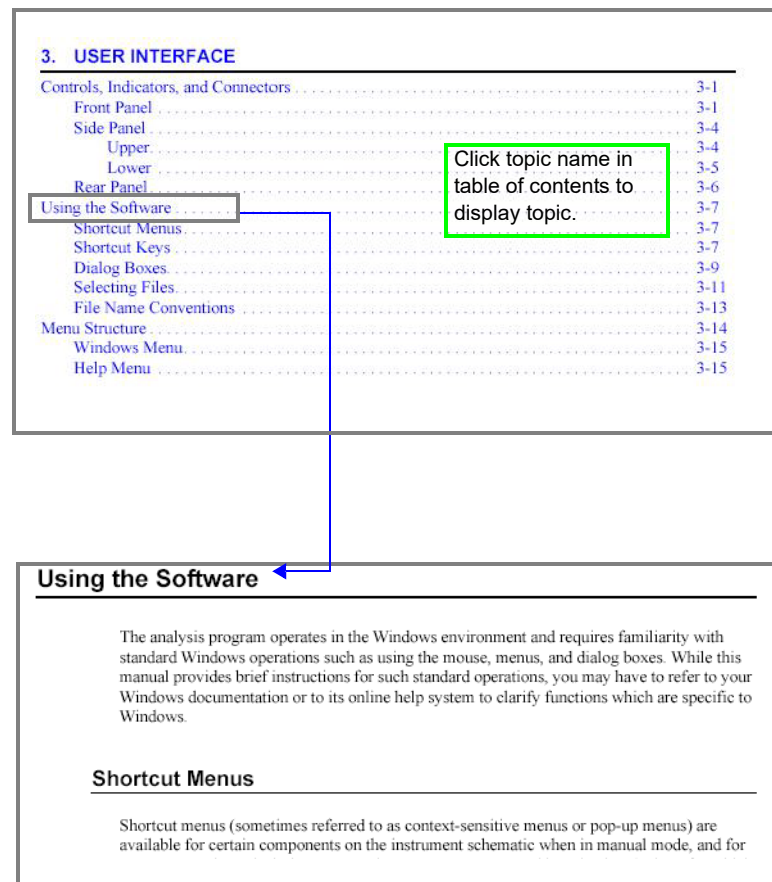 3. USER INTERFACE
Controls, Indicators, and Connectors . . . . . . . . . . 3-1
Front Panel . . . . . . . . . . 3-1
Side Panel . . . . . . . . . . 3-4
Upper . . . . . . . . . . 3-4
Lower . . . . . . . . . . 3-5
Rear Panel . . . . . . . . . . 3-6
Using the Software . . . . . . . . . . 3-7
Shortcut Menus . . . . . . . . . . 3-7
Shortcut Keys . . . . . . . . . . 3-7
Dialog Boxes . . . . . . . . . . 3-9
Selecting Files . . . . . . . . . . 3-11
File Name Conventions . . . . . . . . . . 3-13
Menu Structure . . . . . . . . . . 3-14
Windows Menu . . . . . . . . . . 3-15
Help Menu . . . . . . . . . . 3-15
Click topic name in
table of contents to
display topic.
Using the Software
The analysis program operates in the Windows environment and requires familiarity with
standard Windows operations such as using the mouse, menus, and dialog boxes. While this
manual provides brief instructions for such standard operations, you may have to refer to your
Windows documentation or to its online help system to clarify functions which are specific to
Windows.
Shortcut Menus
Shortcut menus (sometimes referred to as context-sensitive menus or pop-up menus) are
available for certain components on the instrument schematic when in manual mode, and for